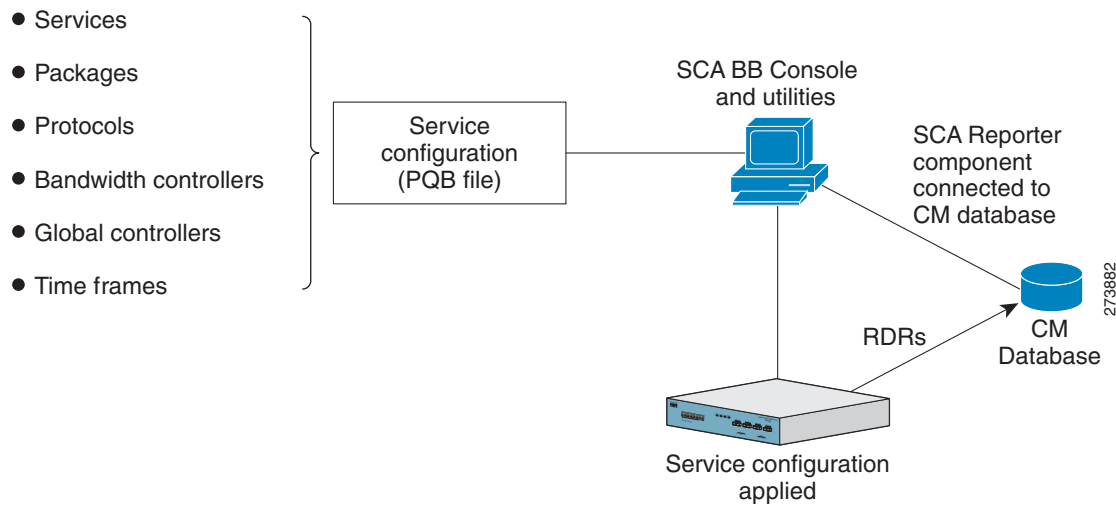 ● Services
● Packages
● Protocols
● Bandwidth controllers
● Global controllers
● Time frames
Service
configuration
(PQB file)
SCA BB Console
and utilities
SCA Reporter
component
connected to
CM database
CM
Database
RDRs
Service configuration
applied
273882